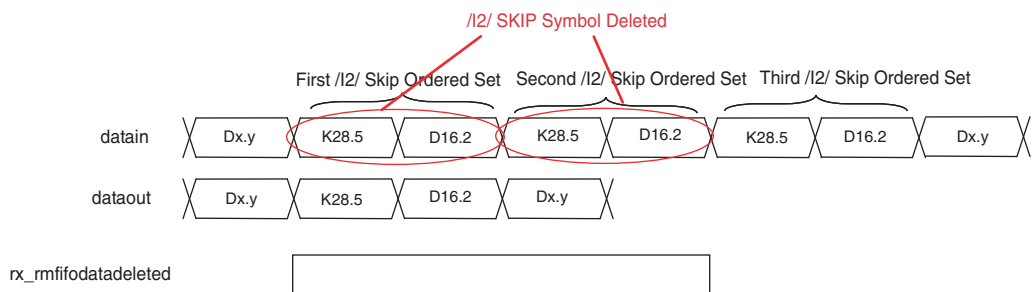 /I2/ SKIP Symbol Deleted
First /I2/ Skip Ordered Set Second /I2/ Skip Ordered Set Third /I2/ Skip Ordered Set
datain Dx.y K28.5 D16.2 K28.5 D16.2 K28.5 D16.2 Dx.y
dataout Dx.y K28.5 D16.2 Dx.y
rx_rmfifodatadeleted